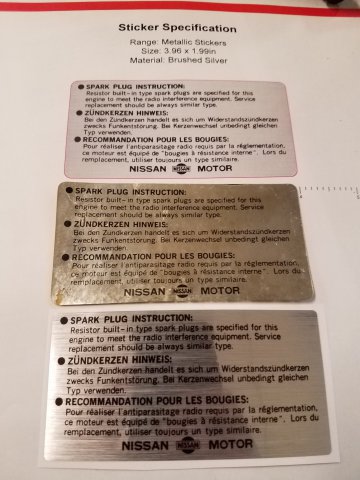 Sticker Specification
Range: Metallic Stickers
Size: 3.96 x 1.99in
Material: Brushed Silver
● SPARK PLUG INSTRUCTION:
Resistor built-in type spark plugs are specified for this
engine to meet the radio interference equipment. Service
replacement should be always similar type.
● ZÜNDKERZEN HINWEIS:
Bei den Zündkerzen handelt es sich um Widerstandszündkerzen
zwecks Funkentstörung. Bei Kerzenwechsel unbedingt gleichen
Typ verwenden.
● RECOMMANDATION POUR LES BOUGIES:
Pour réaliser l'antiparasitage radio requis par la réglementation,
ce moteur est équipé de "bougies à résistance interne". Lors du
remplacement, utiliser toujours un type similaire.
NISSAN NISSAN MOTOR
● SPARK PLUG INSTRUCTION:
Resistor built-in type spark plugs are specified for this
engine to meet the radio interference equipment. Service
replacement should be always similar type.
● ZÜNDKERZEN HINWEIS:
Bei den Zündkerzen handelt es sich um Widerstandszündkerzen
zwecks Funkentstörung. Bei Kerzenwechsel unbedingt gleichen
Typ verwenden.
● RECOMMANDATION POUR LES BOUGIES:
Pour réaliser l'antiparasitage radio requis par la réglementation,
ce moteur est équipé de "bougies à résistance interne". Lors du
remplacement, utiliser toujours un type similaire.
NISSAN NISSAN MOTOR
● SPARK PLUG INSTRUCTION:
Resistor built-in type spark plugs are specified for this
engine to meet the radio interference equipment. Service
replacement should be always similar type.
● ZÜNDKERZEN HINWEIS:
Bei den Zündkerzen handelt es sich um Widerstandszündkerzen
zwecks Funkentstörung. Bei Kerzenwechsel unbedingt gleichen
Typ verwenden.
● RECOMMANDATION POUR LES BOUGIES:
Pour réaliser l'antiparasitage radio requis par la réglementation,
ce moteur est équipé de "bougies à résistance interne". Lors du
remplacement, utiliser toujours un type similaire.
NISSAN NISSAN MOTOR